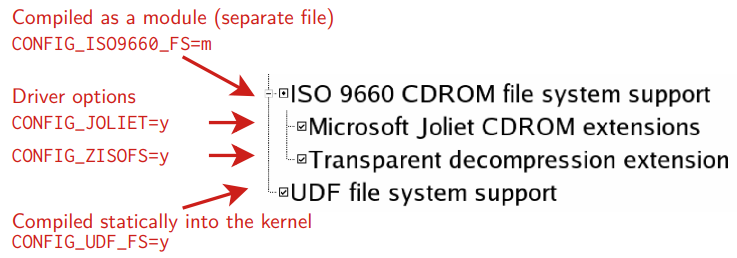 Compiled as a module (separate file)
CONFIG_ISO9660_FS=m
ISO 9660 CDROM file system support
Driver options
CONFIG_JOLIET=y
Microsoft Joliet CDROM extensions
CONFIG_ZISOFS=y
Transparent decompression extension
UDF file system support
Compiled statically into the kernel
CONFIG_UDF_FS=y